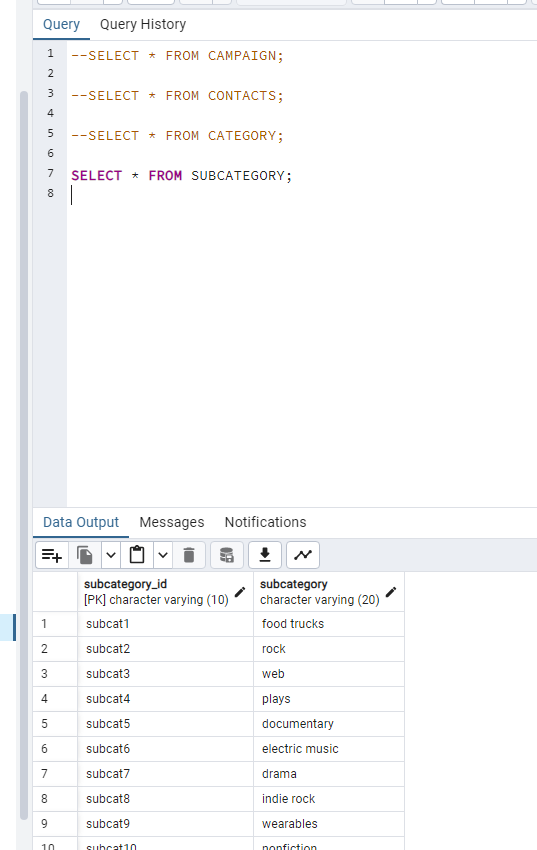 Query Query History
1 --SELECT * FROM CAMPAIGN;
2
3 --SELECT * FROM CONTACTS;
4
5 --SELECT * FROM CATEGORY;
6
7 SELECT * FROM SUBCATEGORY;
8
Data Output Messages Notifications
subcategory_id subcategory
[PK] character varying (10) character varying (20)
1 subcat1 food trucks
2 subcat2 rock
3 subcat3 web
4 subcat4 plays
5 subcat5 documentary
6 subcat6 electric music
7 subcat7 drama
8 subcat8 indie rock
9 subcat9 wearables
10 subcat10 nonfiction